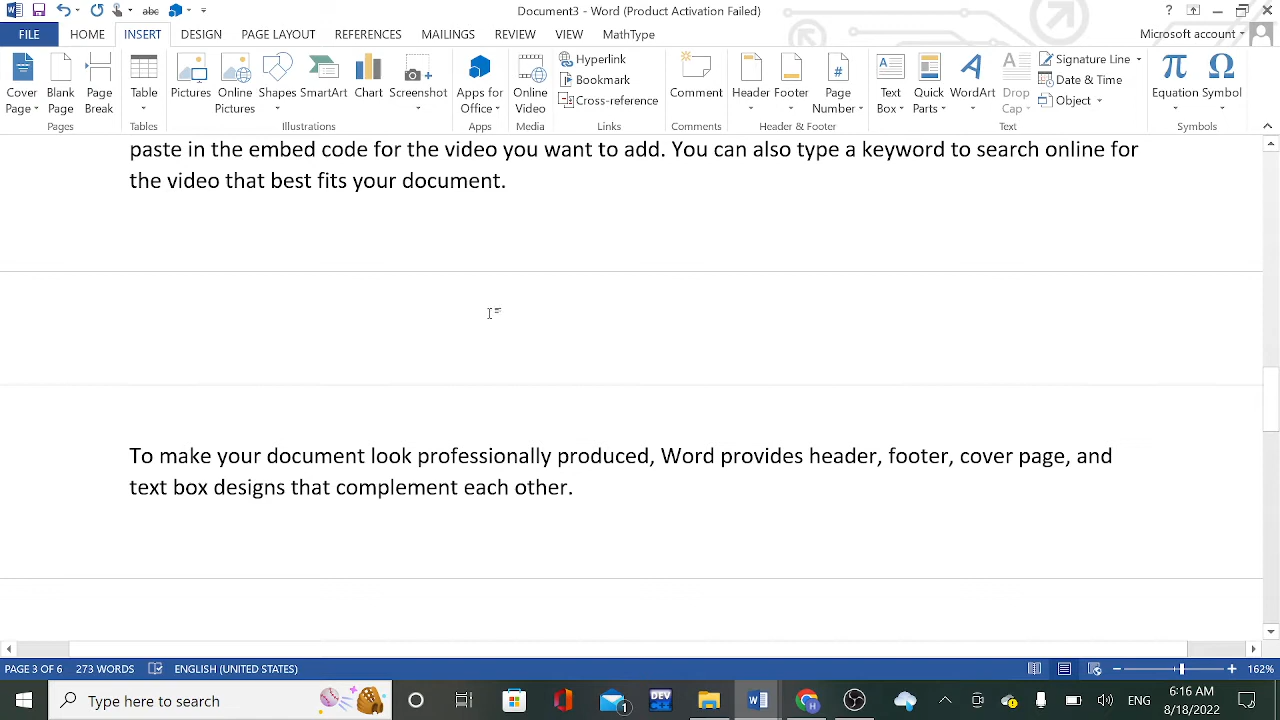 Document3 - Word (Product Activation Failed)
FILE HOME INSERT DESIGN PAGE LAYOUT REFERENCES MAILINGS REVIEW VIEW MathType Microsoft account
Cover Page
Blank Page
Page Break
Table
Pictures
Online Pictures
Shapes
SmartArt
Chart
Screenshot
Apps for Office
Online Video
Hyperlink
Bookmark
Cross-reference
Comment
Header
Footer
Page Number
Text Box
Quick Parts
WordArt
Drop Cap
Signature Line
Date & Time
Object
Equation
Symbol
Pages Tables Illustrations Apps Media Links Comments Header & Footer Text Symbols
paste in the embed code for the video you want to add. You can also type a keyword to search online for
the video that best fits your document.
To make your document look professionally produced, Word provides header, footer, cover page, and
text box designs that complement each other.
PAGE 3 OF 6 273 WORDS ENGLISH (UNITED STATES) 162%
Type here to search
DEV
1
ENG
6:16 AM
8/18/2022